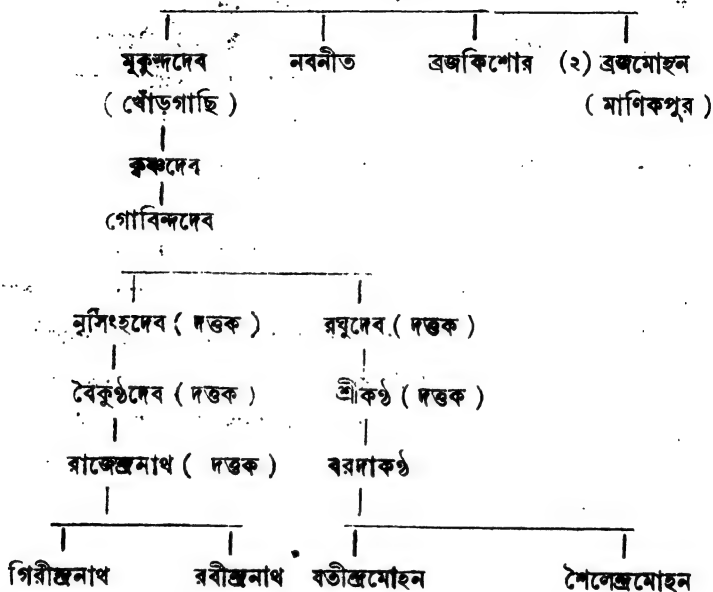 মুকুন্দদেব নবনীত ব্রজকিশোর (২) ব্রজমোহন
( খোঁড়গাছি ) ( মাণিকপুর )
কৃষ্ণদেব
গোবিন্দদেব
নৃসিংহদেব ( দত্তক ) রঘুদেব ( দত্তক )
বৈকুণ্ঠদেব ( দত্তক ) শ্রীকণ্ঠ ( দত্তক )
রাজেন্দ্রনাথ ( দত্তক ) বরদাকণ্ঠ
গিরীন্দ্রনাথ রবীন্দ্রনাথ যতীন্দ্রমোহন শৈলেন্দ্রমোহন